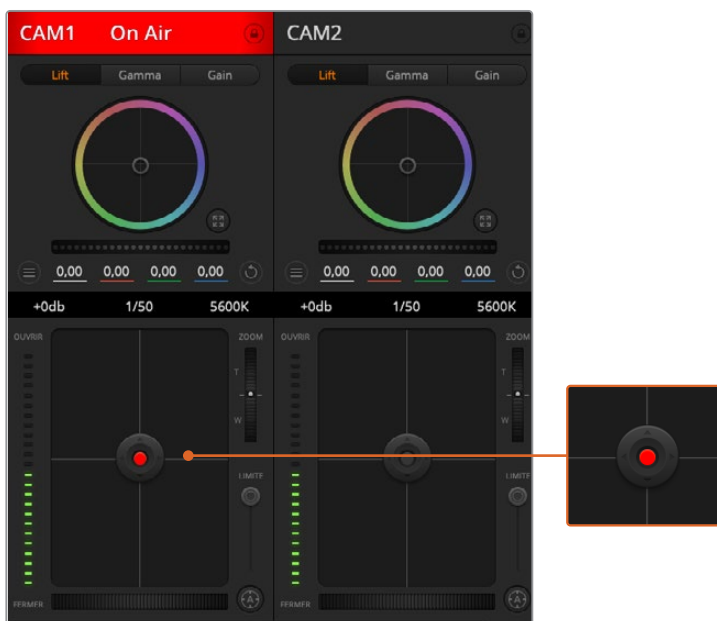 CAM1 On Air
Lift Gamma Gain
0,00 0,00 0,00 0,00
+0db 1/50 5600K
OUVRIR ZOOM
T
W
LIMITE
A
FERMER
CAM2
Lift Gamma Gain
0,00 0,00 0,00 0,00
+0db 1/50 5600K
OUVRIR ZOOM
T
W
LIMITE
A
FERMER